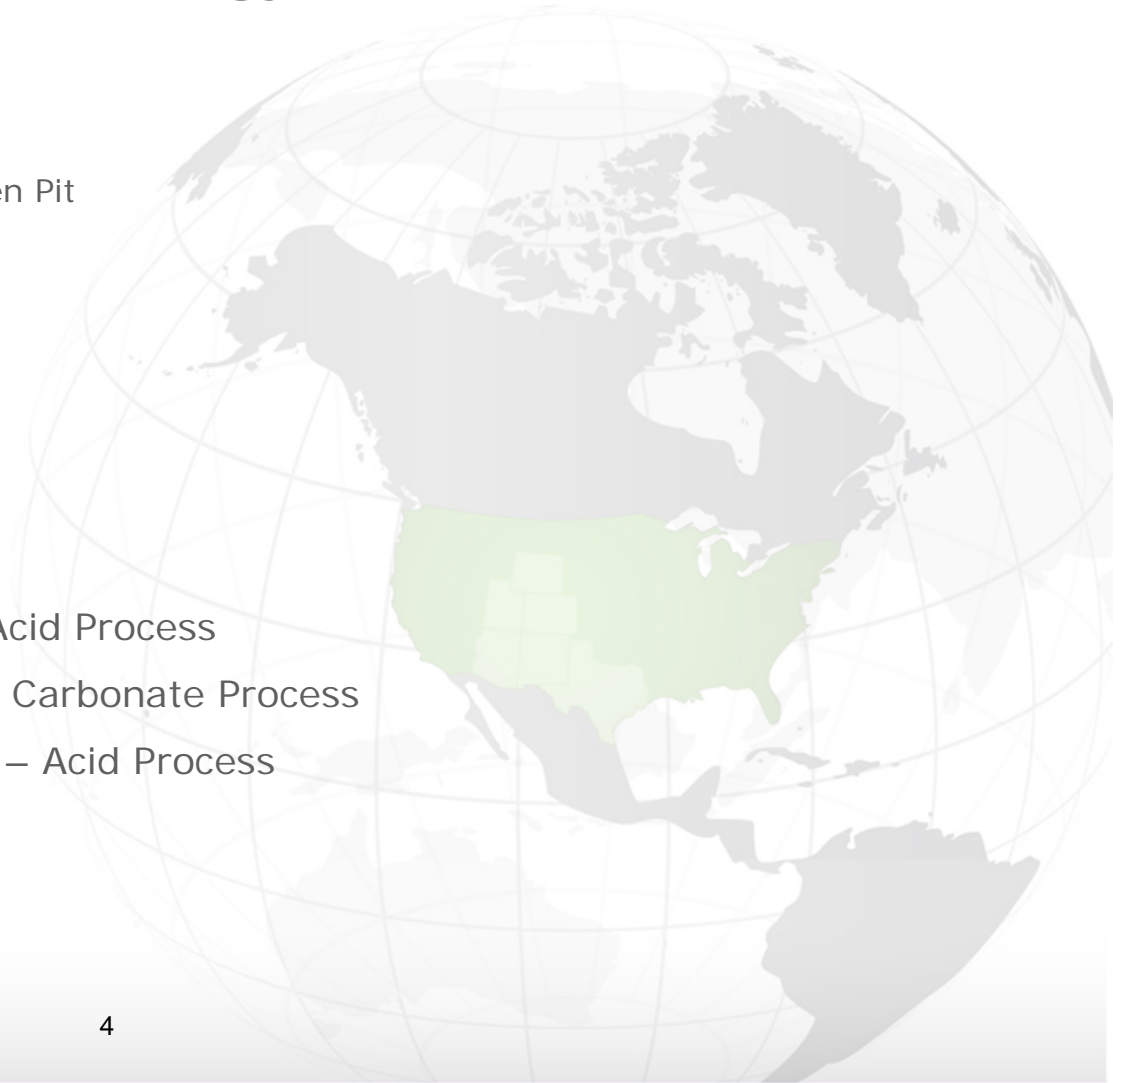 en Pit
Acid Process
Carbonate Process
– Acid Process
4